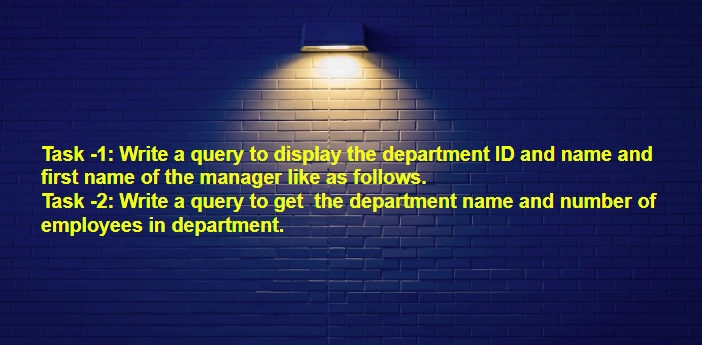 Task -1: Write a query to display the department ID and name and
first name of the manager like as follows.
Task -2: Write a query to get  the department name and number of
employees in department.